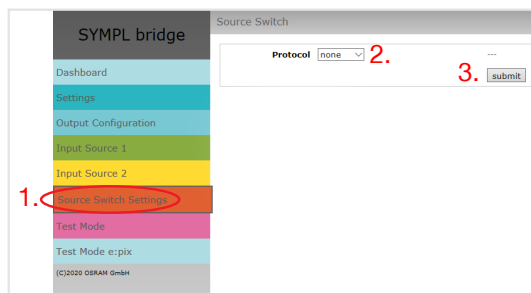 SYMPL bridge
Source Switch
Protocol none 2. ---
3. submit
Dashboard
Settings
Output Configuration
Input Source 1
Input Source 2
1. Source Switch Settings
Test Mode
Test Mode e:pix
(C)2020 OSRAM GmbH